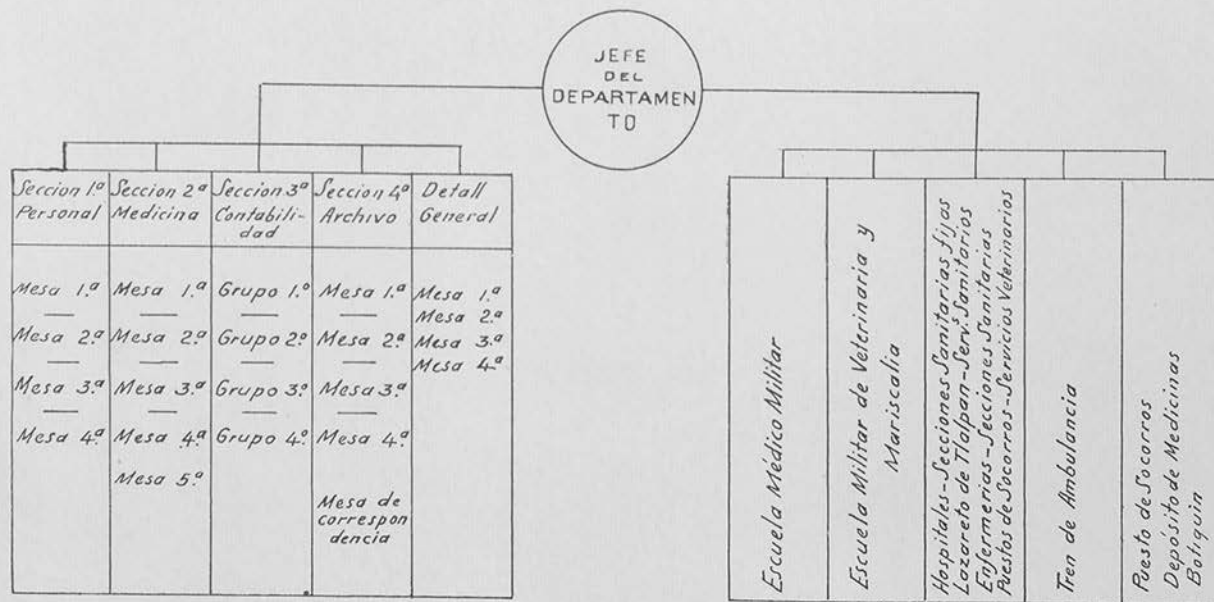 JEFE
DEL
DEPARTAMEN
TO
Seccion 1.ª
Personal
Mesa 1.ª
Mesa 2.ª
Mesa 3.ª
Mesa 4.ª
Seccion 2ª
Medicina
Mesa 1.ª
Mesa 2.ª
Mesa 3.ª
Mesa 4.ª
Mesa 5.ª
Seccion 3ª
Contabili-
dad
Grupo 1.º
Grupo 2.º
Grupo 3.º
Grupo 4.º
Seccion 4ª
Archivo
Mesa 1.ª
Mesa 2.ª
Mesa 3.ª
Mesa 4.ª
Mesa de
correspon
dencia
Detall
General
Mesa 1.ª
Mesa 2.ª
Mesa 3.ª
Mesa 4.ª
Escuela Médico Militar
Escuela Militar de Veterinaria y
Mariscalia
Hospitales-Secciones Sanitarias fijas
Lazareto de Tlalpan-Serv.s Sanitarios
Enfermerias-Secciones Sanitarias
Puestos de Socorros-Servicios Veterinarios
Tren de Ambulancia
Puesto de Socorros
Depósito de Medicinas
Botiquin